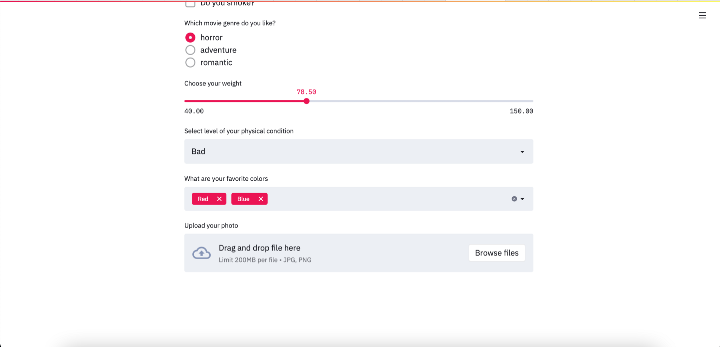 Do you smoke?
Which movie genre do you like?
horror
adventure
romantic
Choose your weight
78.50
40.00 150.00
Select level of your physical condition
Bad
What are your favorite colors
Red Blue
Upload your photo
Drag and drop file here
Limit 200MB per file • JPG, PNG
Browse files